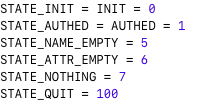 STATE_INIT = INIT = 0
STATE_AUTHED = AUTHED = 1
STATE_NAME_EMPTY = 5
STATE_ATTR_EMPTY = 6
STATE_NOTHING = 7
STATE_QUIT = 100